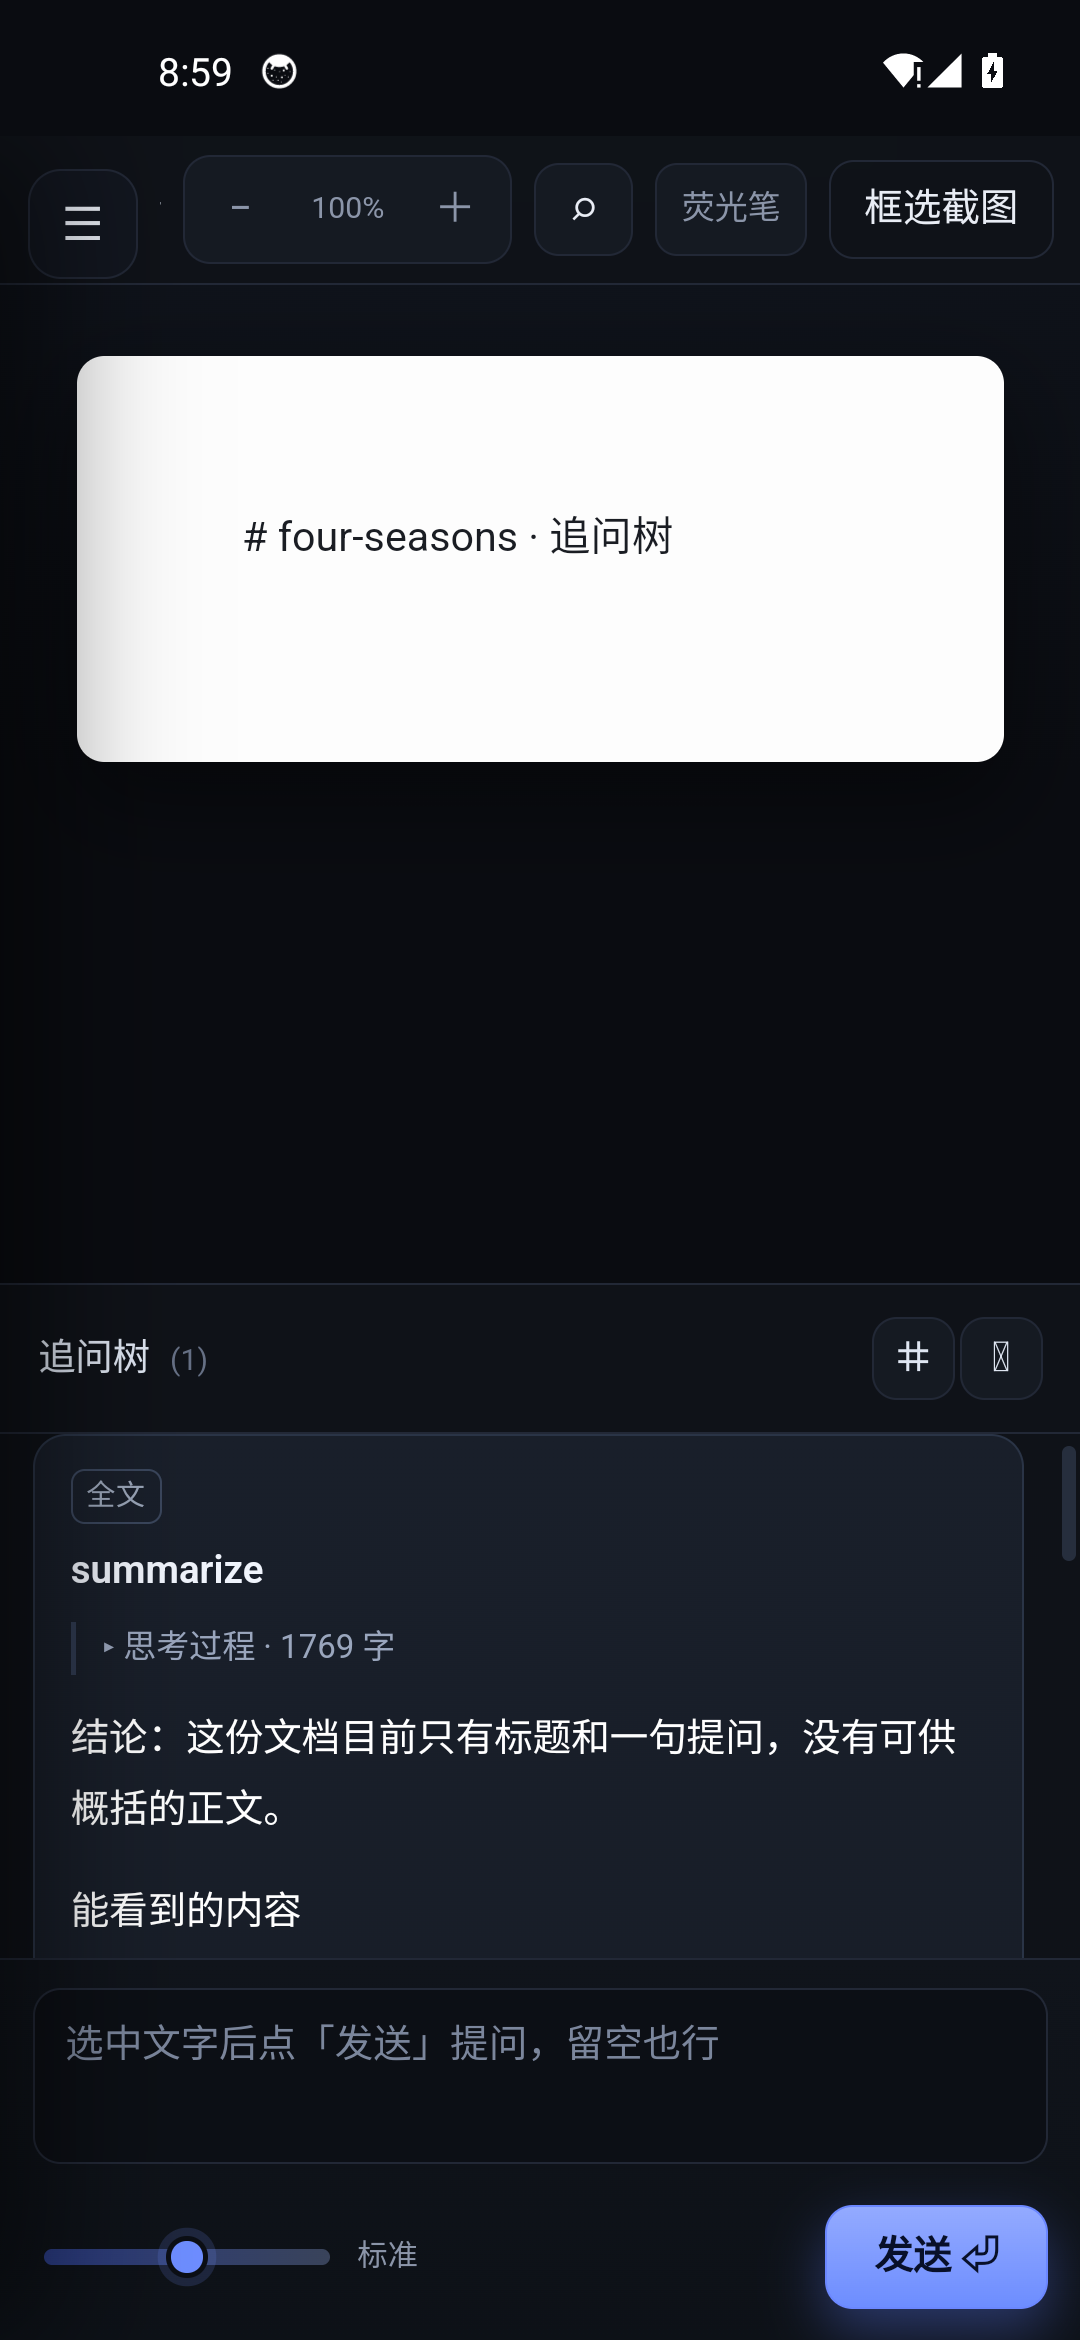 8:59
100%
荧光笔
框选截图
# four-seasons · 追问树
追问树 (1)
全文
summarize
▸ 思考过程 · 1769 字
结论：这份文档目前只有标题和一句提问，没有可供
概括的正文。
能看到的内容
选中文字后点「发送」提问，留空也行
标准
发送